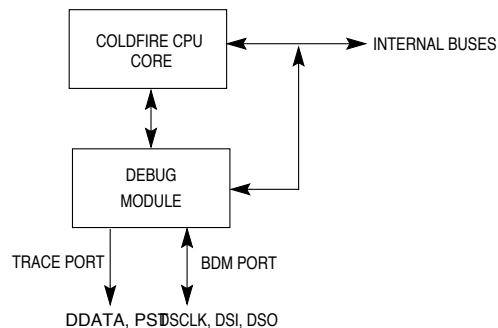 COLDFIRE CPU
CORE
INTERNAL BUSES
DEBUG
MODULE
TRACE PORT
BDM PORT
DDATA, PST
DSCLK, DSI, DSO